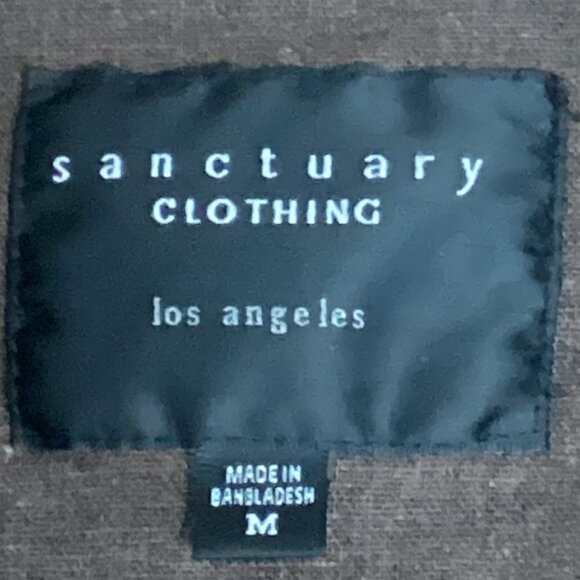 sanctuary
CLOTHING
los angeles
MADE IN
BANGLADESH
M